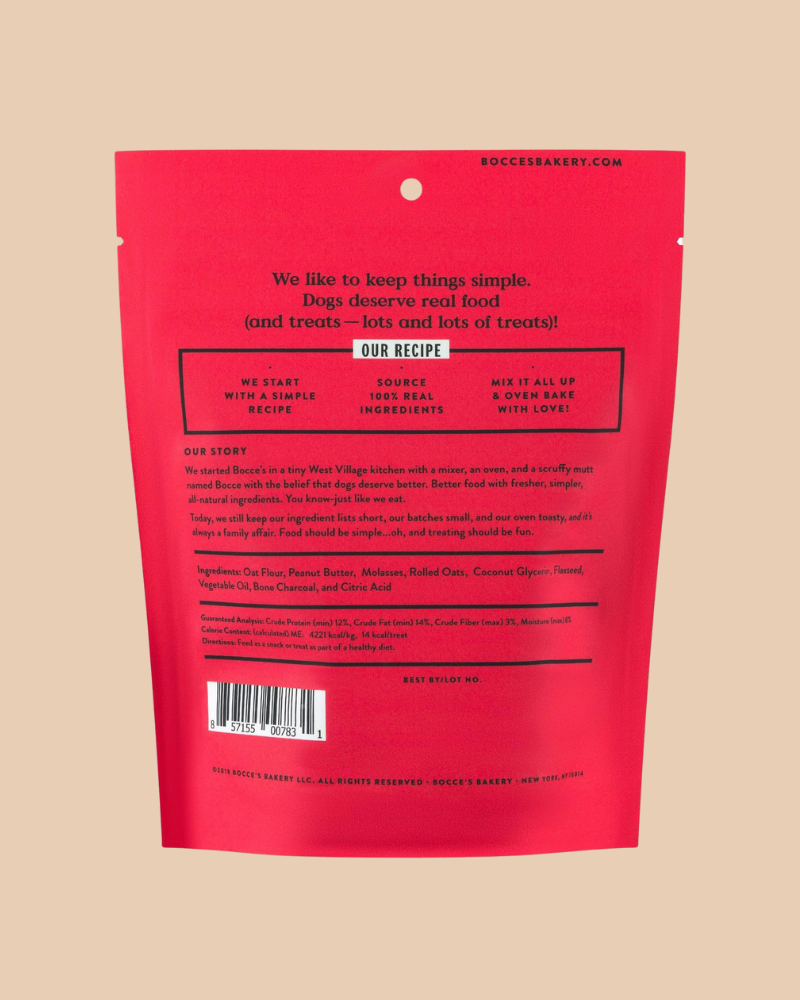 BOCCESBAKERY.COM
We like to keep things simple.
Dogs deserve real food
(and treats—lots and lots of treats)!
OUR RECIPE
WE START
WITH A SIMPLE
RECIPE
SOURCE
100% REAL
INGREDIENTS
MIX IT ALL UP
& OVEN BAKE
WITH LOVE!
OUR STORY
We started Bocce's in a tiny West Village kitchen with a mixer, an oven, and a scruffy mutt
named Bocce with the belief that dogs deserve better. Better food with fresher, simpler,
all-natural ingredients. You know-just like we eat.
Today, we still keep our ingredient lists short, our batches small, and our oven toasty, and it's
always a family affair. Food should be simple...oh, and treating should be fun.
Ingredients: Oat Flour, Peanut Butter, Molasses, Rolled Oats, Coconut Glycerin, Flaxseed,
Vegetable Oil, Bone Charcoal, and Citric Acid
Guaranteed Analysis: Crude Protein (min) 12%, Crude Fat (min) 14%, Crude Fiber (max) 3%, Moisture (max)
Calorie Content: (calculated) ME: 4221 kcal/kg, 14 kcal/treat
Directions: Feed as a snack or treat as part of a healthy diet.
BEST BY/LOT NO.
8 57155 00783 1
BOCCE'S BAKERY LLC. ALL RIGHTS RESERVED • BOCCE'S BAKERY • NEW YORK, NY 10014